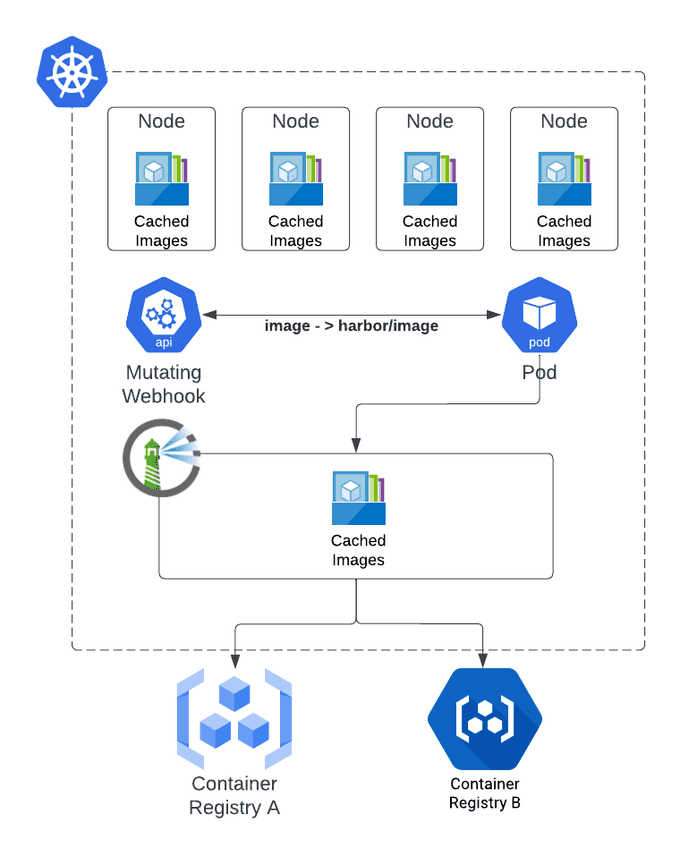 Node
Node
Node
Node
Cached
Images
Cached
Images
Cached
Images
Cached
Images
image - > harbor/image
api
pod
Mutating
Webhook
Pod
Cached
Images
Container
Registry A
Container
Registry B